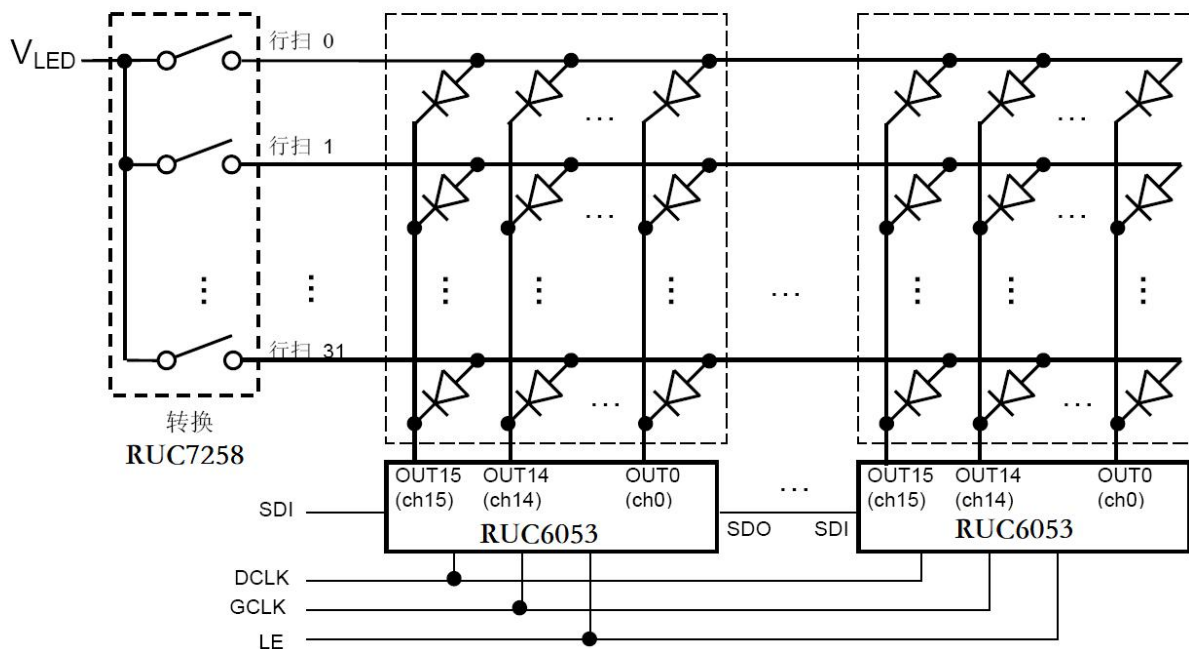 VLED
行扫 0
行扫 1
行扫 31
转换
RUC7258
OUT15 OUT14 OUT0
(ch15) (ch14) (ch0)
RUC6053
OUT15 OUT14 OUT0
(ch15) (ch14) (ch0)
RUC6053
SDI
SDO
SDI
DCLK
GCLK
LE